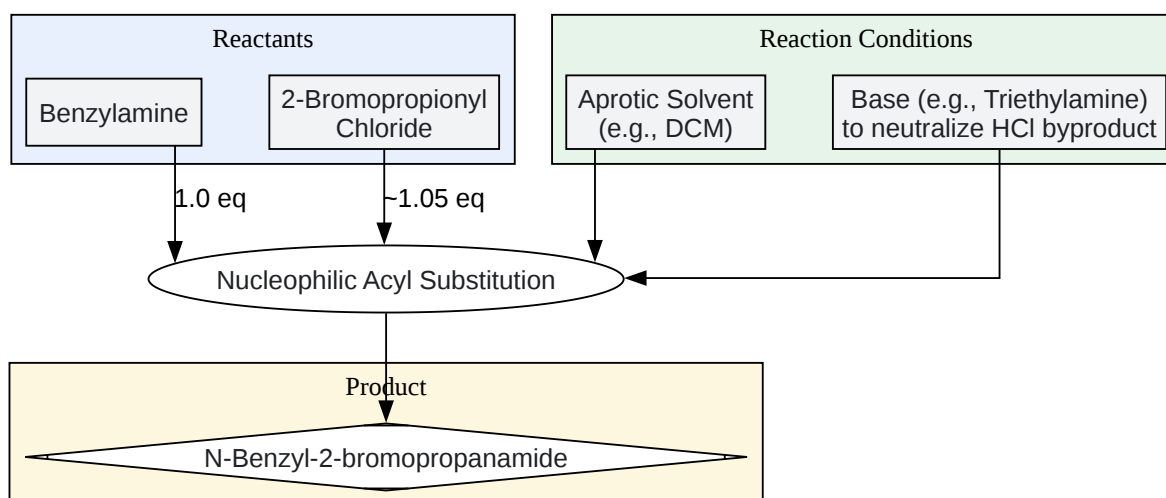 Reactants
Reaction Conditions
Benzylamine
2-Bromopropionyl
Chloride
Aprotic Solvent
(e.g., DCM)
Base (e.g., Triethylamine)
to neutralize HCl byproduct
1.0 eq
~1.05 eq
Nucleophilic Acyl Substitution
Product
N-Benzyl-2-bromopropanamide